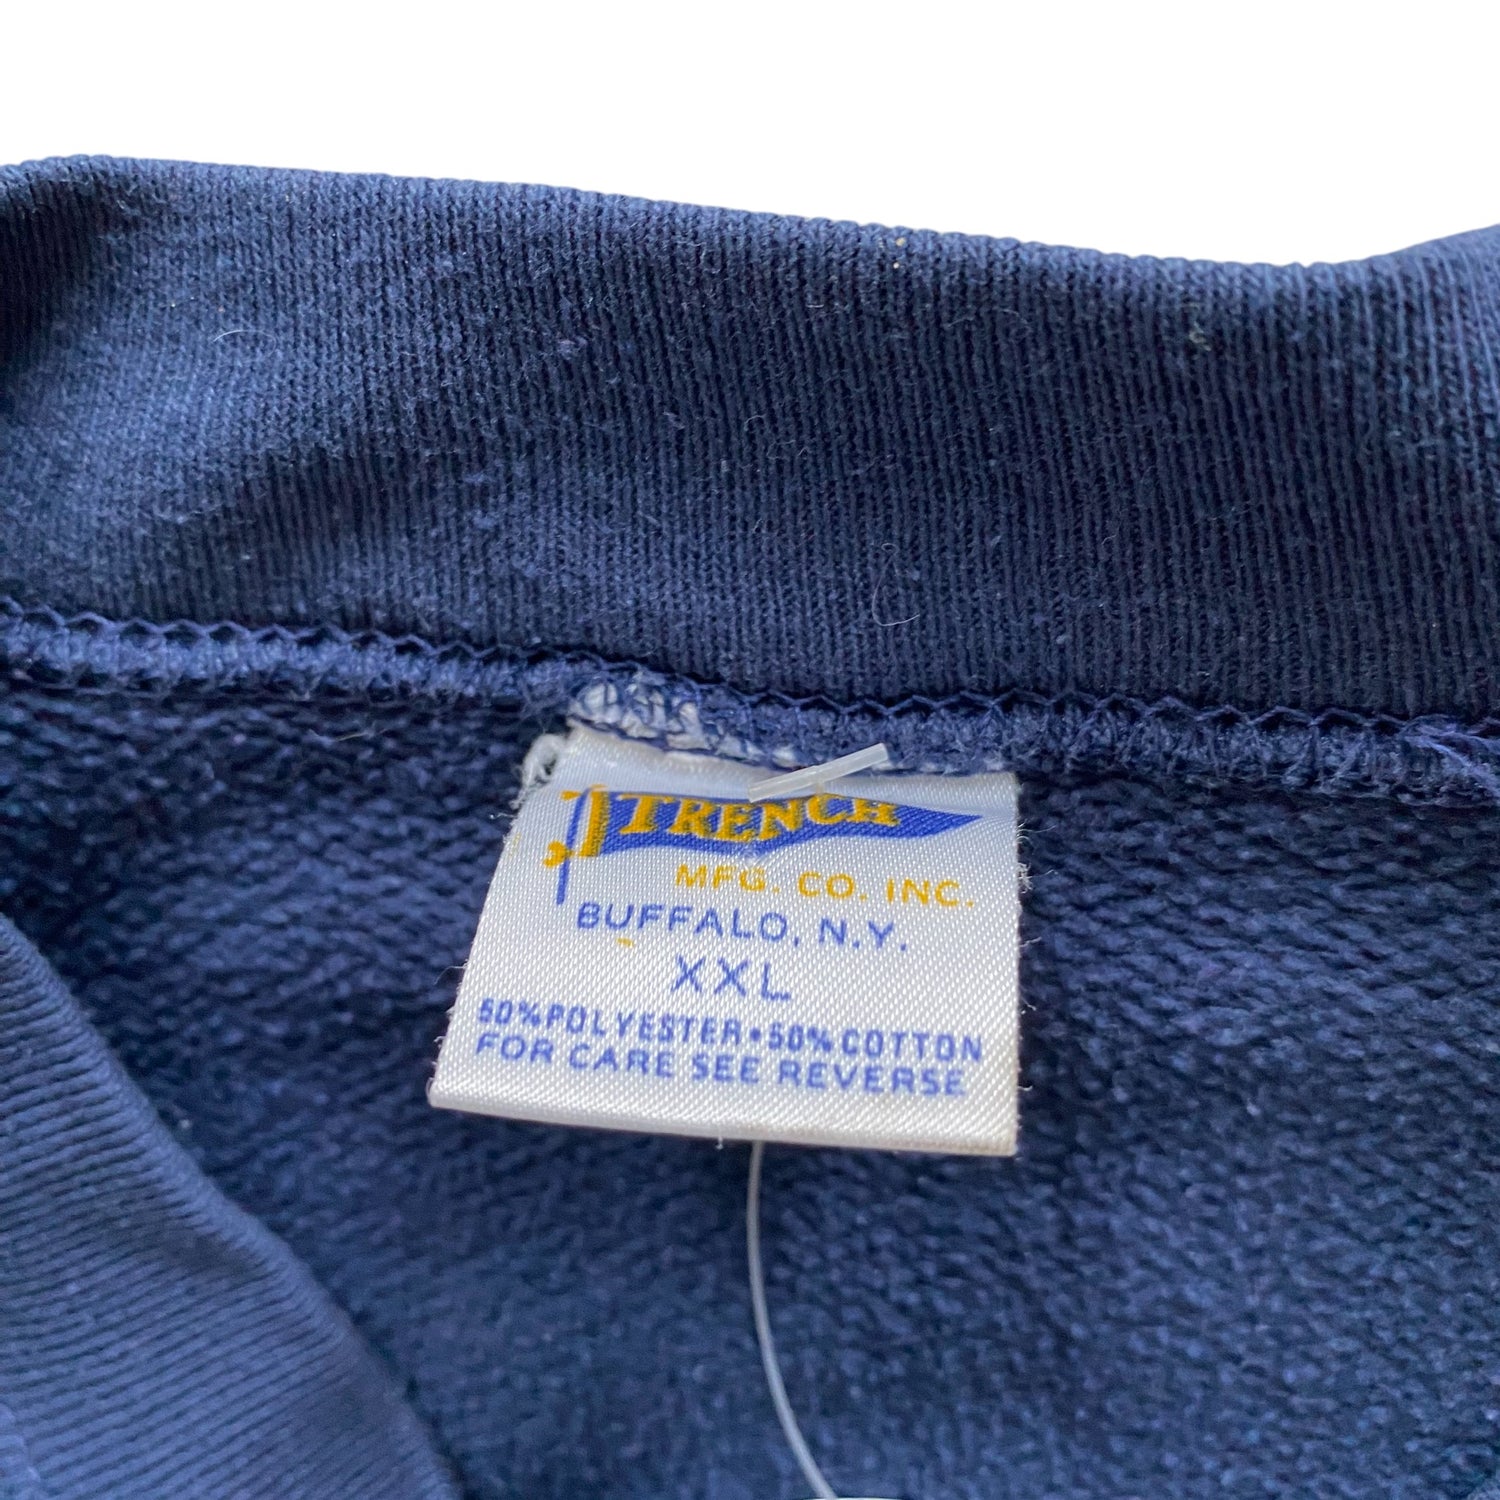 TRENCH
MFG. CO. INC.
BUFFALO, N.Y.
XXL
50% POLYESTER • 50% COTTON
FOR CARE SEE REVERSE